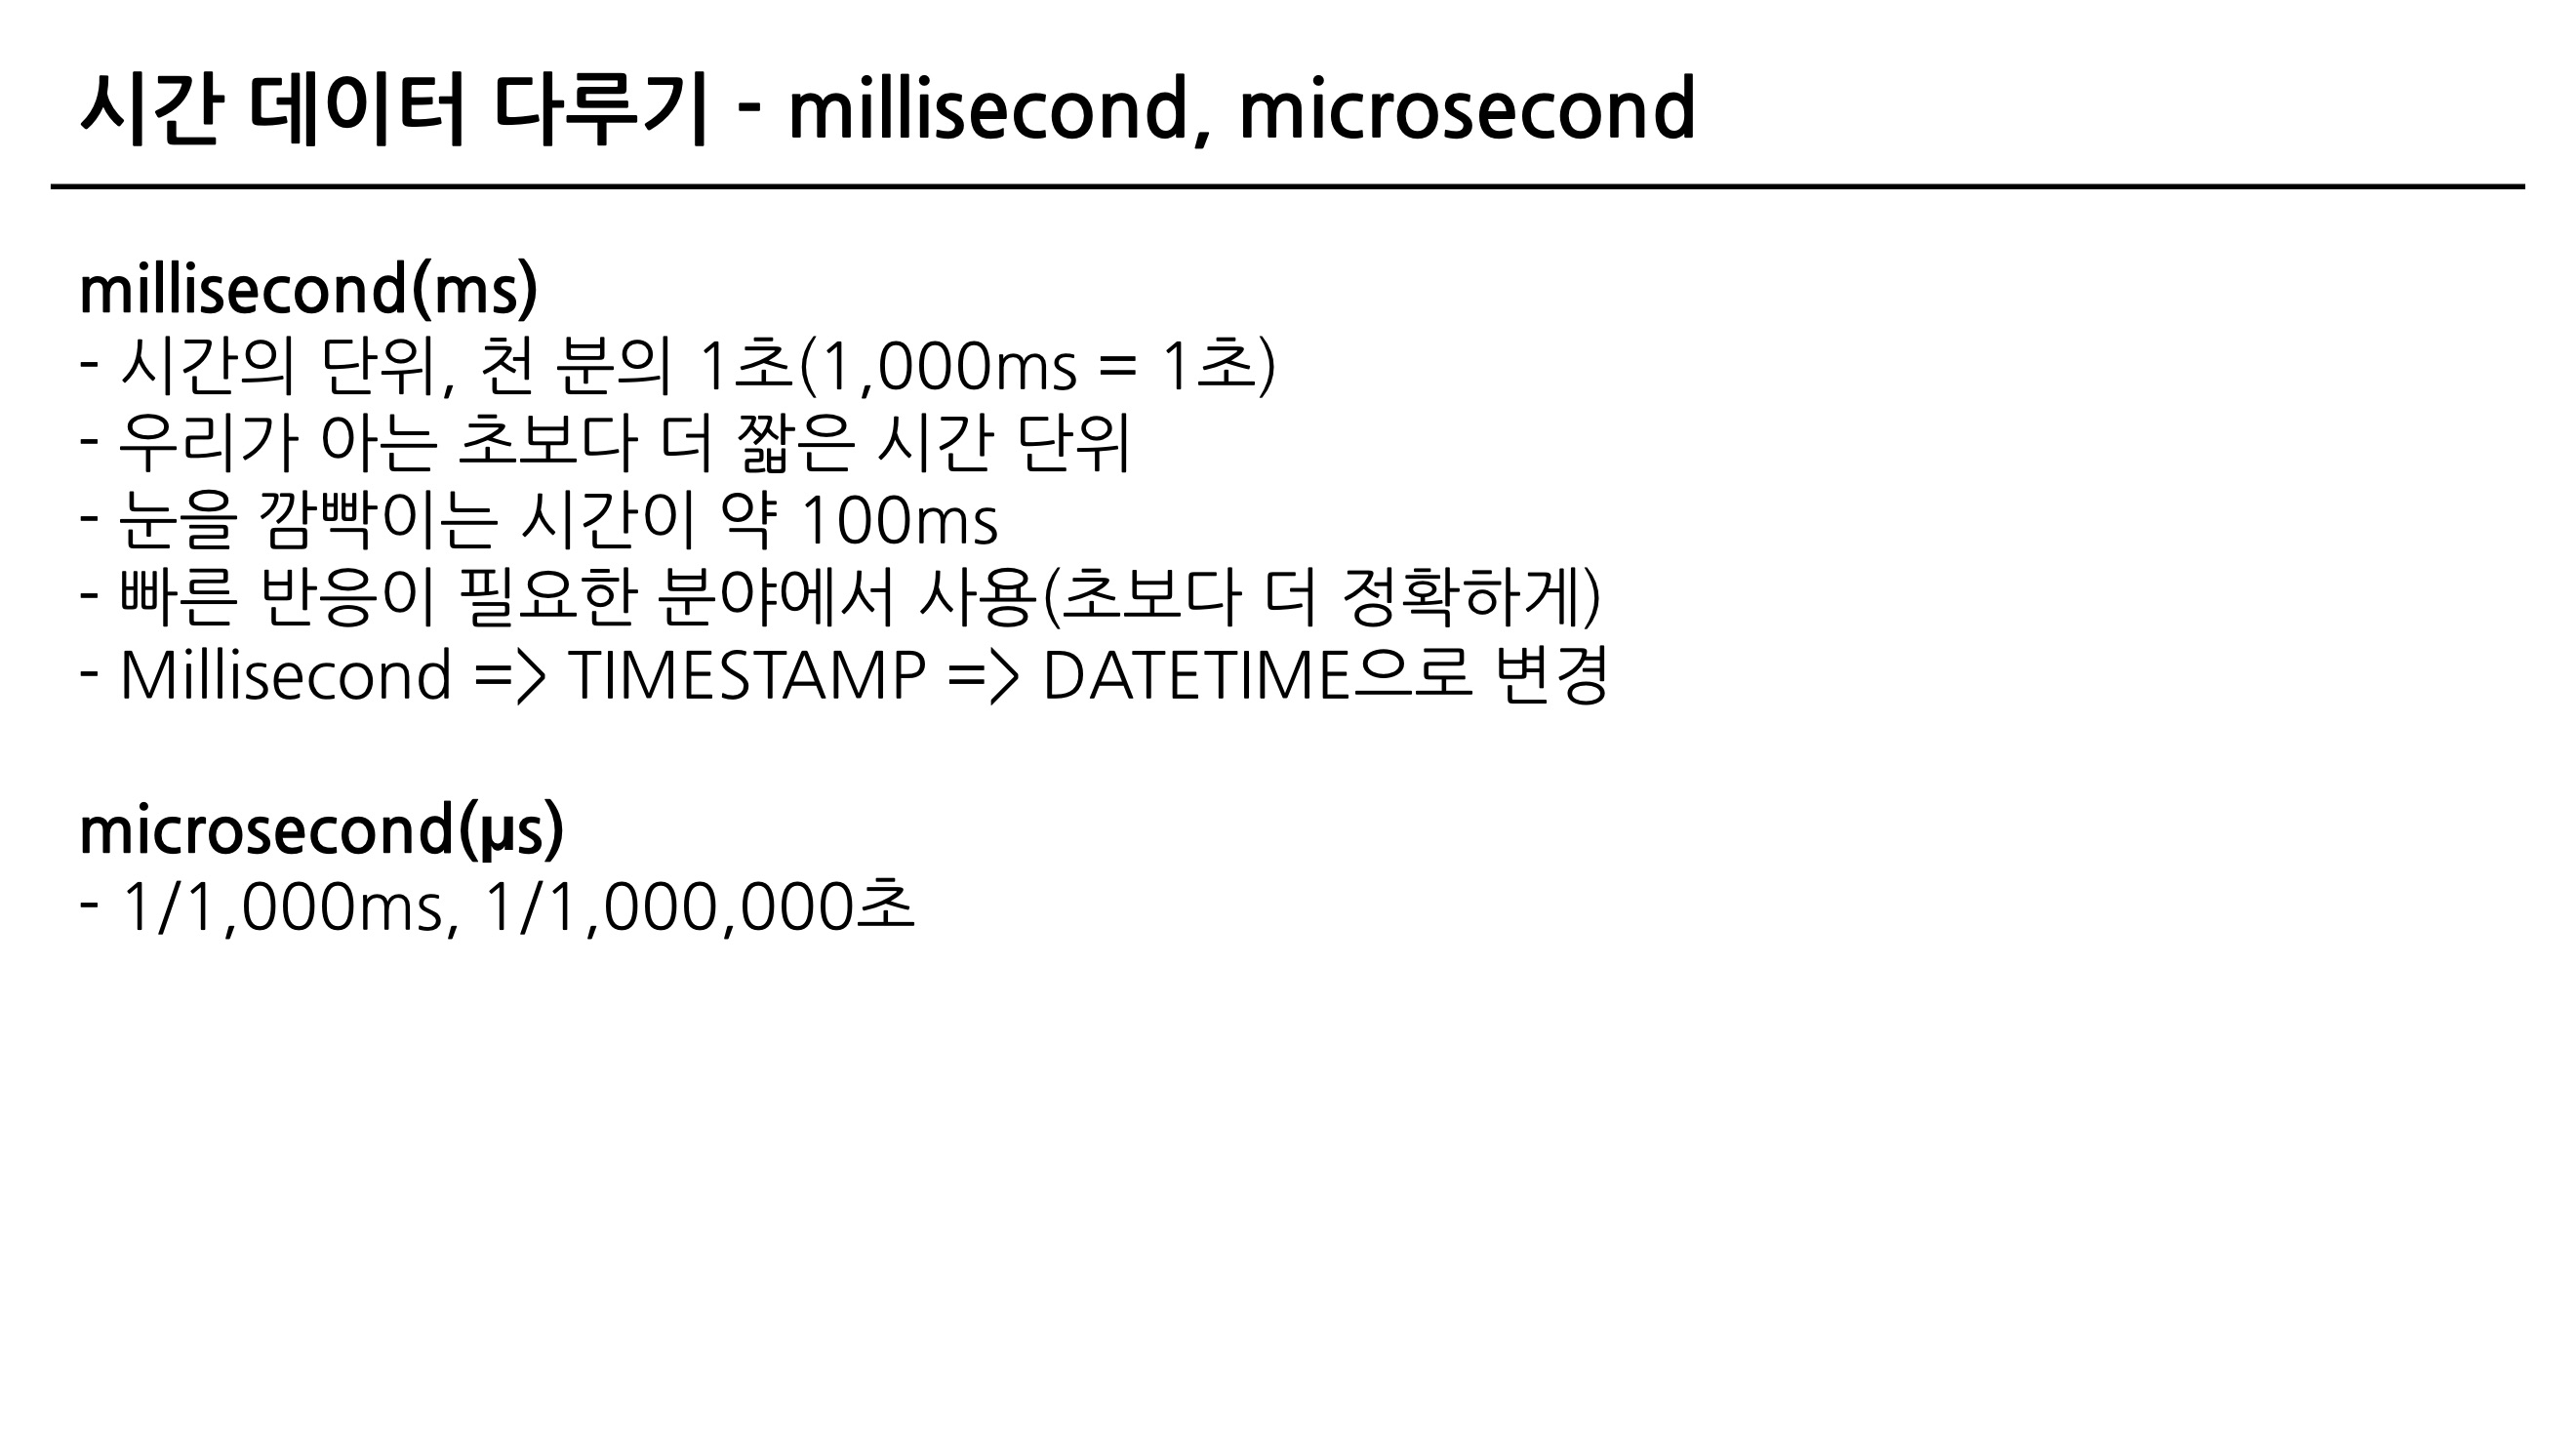 시간 데이터 다루기 - millisecond, microsecond
millisecond(ms)
- 시간의 단위, 천 분의 1초(1,000ms = 1초)
- 우리가 아는 초보다 더 짧은 시간 단위
- 눈을 깜빡이는 시간이 약 100ms
- 빠른 반응이 필요한 분야에서 사용(초보다 더 정확하게)
- Millisecond => TIMESTAMP => DATETIME으로 변경
microsecond(μs)
- 1/1,000ms, 1/1,000,000초